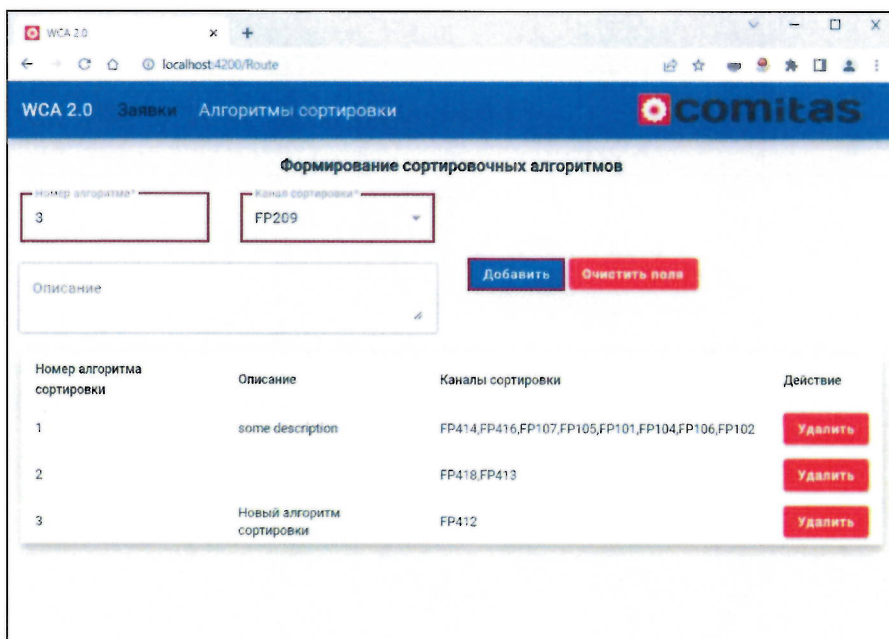 WCA 2.0
localhost:4200/Route
WCA 2.0 Заявки Алгоритмы сортировки comitas
Формирование сортировочных алгоритмов
Номер алгоритма* Канал сортировки*
3 FP209
Добавить Очистить поля
Описание
Номер алгоритма сортировки Описание Каналы сортировки Действие
1 some description FP414,FP416,FP107,FP105,FP101,FP104,FP106,FP102 Удалить
2 FP418,FP413 Удалить
3 Новый алгоритм сортировки FP412 Удалить